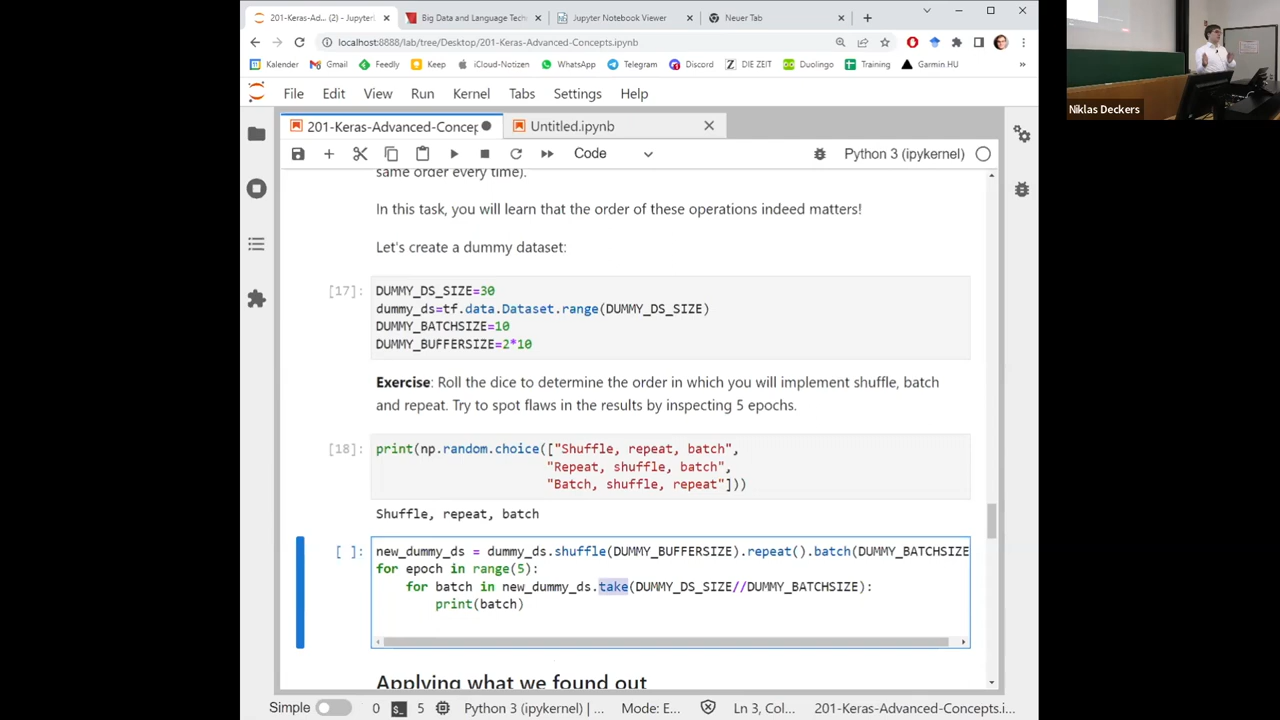 201-Keras-Ad... (2) - Jupyterl
Big Data and Language Tech
Jupyter Notebook Viewer
Neuer Tab
localhost:8888/lab/tree/Desktop/201-Keras-Advanced-Concepts.ipynb
Kalender Gmail Feedly Keep iCloud-Notizen WhatsApp Telegram Discord DIE ZEIT Duolingo Training Garmin HU »
File Edit View Run Kernel Tabs Settings Help
201-Keras-Advanced-Concep
Untitled.ipynb
Code
Python 3 (ipykernel)
same order every time).
In this task, you will learn that the order of these operations indeed matters!
Let's create a dummy dataset:
[17]:
DUMMY_DS_SIZE=30
dummy_ds=tf.data.Dataset.range(DUMMY_DS_SIZE)
DUMMY_BATCHSIZE=10
DUMMY_BUFFERSIZE=2*10
Exercise: Roll the dice to determine the order in which you will implement shuffle, batch
and repeat. Try to spot flaws in the results by inspecting 5 epochs.
[18]:
print(np.random.choice(["Shuffle, repeat, batch",
"Repeat, shuffle, batch",
"Batch, shuffle, repeat"]))
Shuffle, repeat, batch
[ ]:
new_dummy_ds = dummy_ds.shuffle(DUMMY_BUFFERSIZE).repeat().batch(DUMMY_BATCHSIZE
for epoch in range(5):
for batch in new_dummy_ds.take(DUMMY_DS_SIZE//DUMMY_BATCHSIZE):
print(batch)
Applying what we found out
Simple 0 5 Python 3 (ipykernel) | ... Mode: E... Ln 3, Col... 201-Keras-Advanced-Concepts.i...
Niklas Deckers